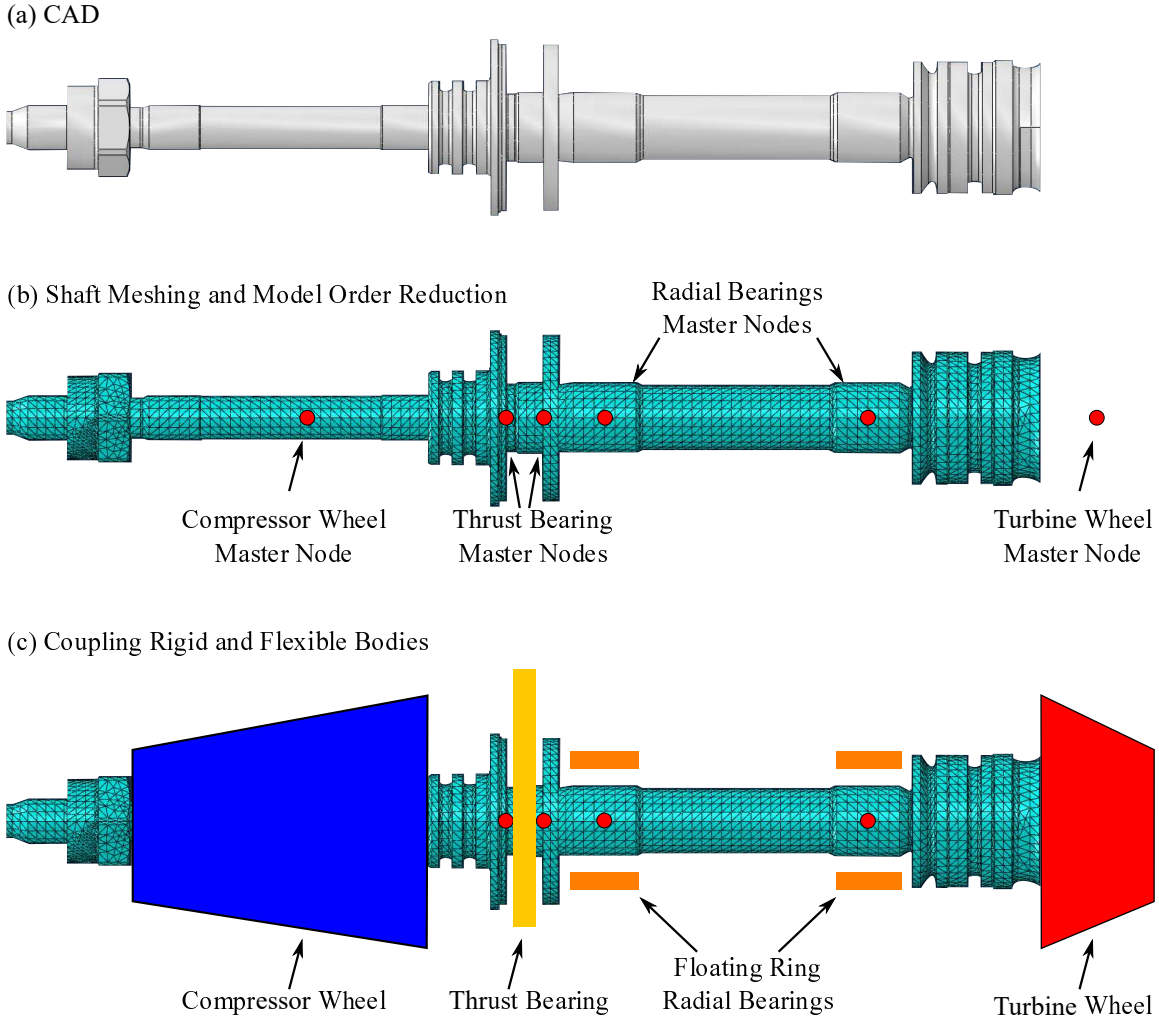 (a) CAD
(b) Shaft Meshing and Model Order Reduction
Radial Bearings
Master Nodes
Compressor Wheel
Master Node
Thrust Bearing
Master Nodes
Turbine Wheel
Master Node
(c) Coupling Rigid and Flexible Bodies
Compressor Wheel
Thrust Bearing
Floating Ring
Radial Bearings
Turbine Wheel